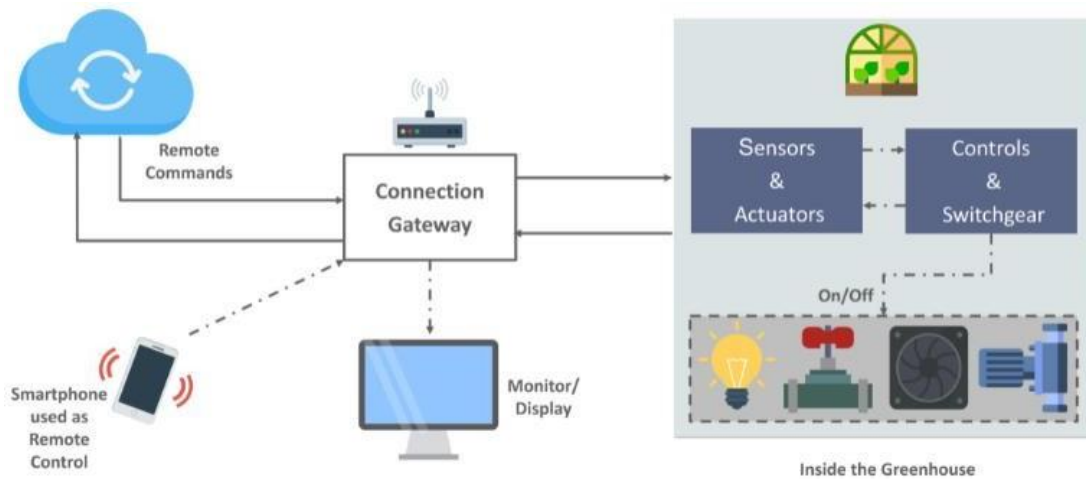 Remote
Commands
Connection
Gateway
Sensors
&
Actuators
Controls
&
Switchgear
On/Off
Smartphone
used as
Remote
Control
Monitor/
Display
Inside the Greenhouse